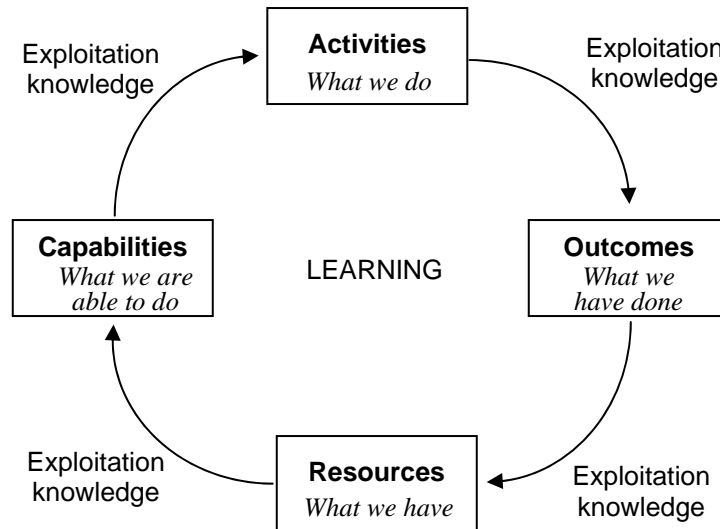 Activities
What we do
Exploitation
knowledge
Exploitation
knowledge
Capabilities
What we are
able to do
LEARNING
Outcomes
What we
have done
Exploitation
knowledge
Resources
What we have
Exploitation
knowledge